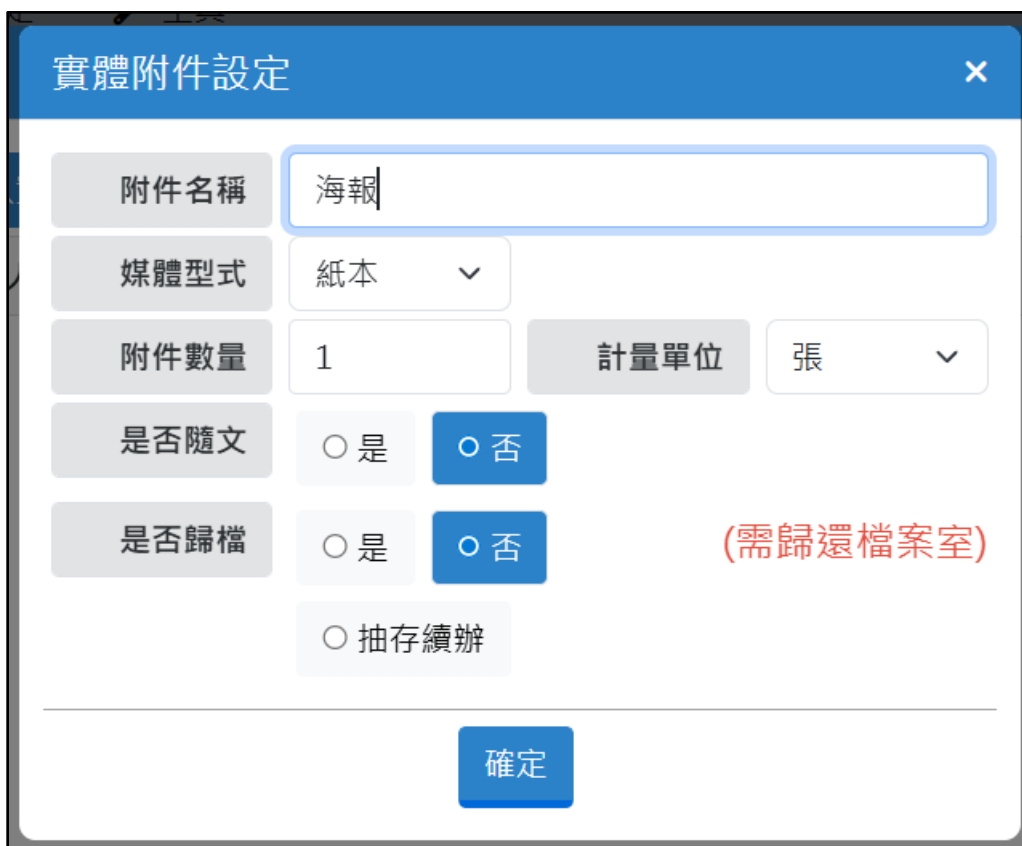 實體附件設定
附件名稱 海報
媒體型式 紙本
附件數量 1 計量單位 張
是否隨文 是 否
是否歸檔 是 否 (需歸還檔案室)
抽存續辦
確定